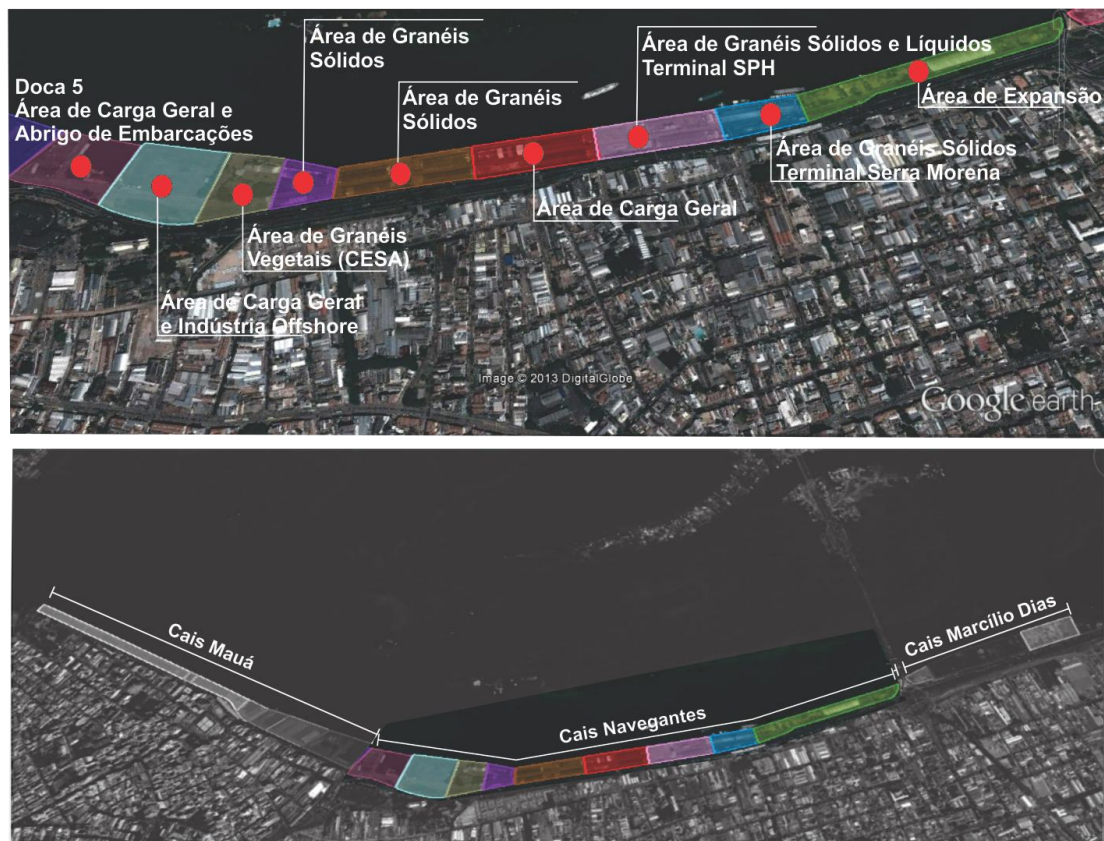 Área de Granéis
Sólidos
Área de Granéis Sólidos e Líquidos
Terminal SPH
Doca 5
Área de Carga Geral e
Abrigo de Embarcações
Área de Granéis
Sólidos
Área de Expansão
Área de Granéis Sólidos
Terminal Serra Morena
Área de Carga Geral
Área de Granéis
Vegetais (CESA)
Área de Carga Geral
e Indústria Offshore
Image © 2013 DigitalGlobe
Google earth
Cais Mauá
Cais Navegantes
Cais Marcílio Dias